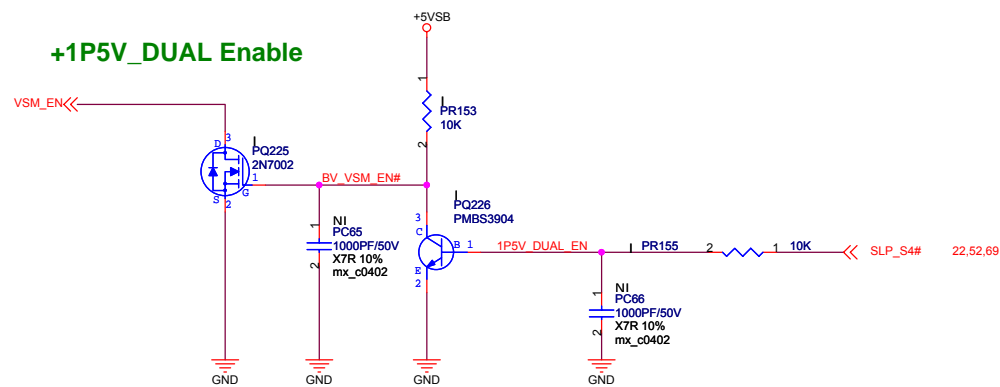 +5VSB
+1P5V_DUAL Enable
VSM_EN
1
I
PR153
10K
2
D 3
I
PQ225
2N7002
1
G
S 2
BV_VSM_EN#
I
PQ226
PMBS3904
3
C
B 1
E
2
1P5V_DUAL_EN
I PR155 2 1 10K
SLP_S4# 22,52,69
NI
PC65
1000PF/50V
X7R 10%
mx_c0402
1
2
NI
PC66
1000PF/50V
X7R 10%
mx_c0402
1
2
GND GND GND GND